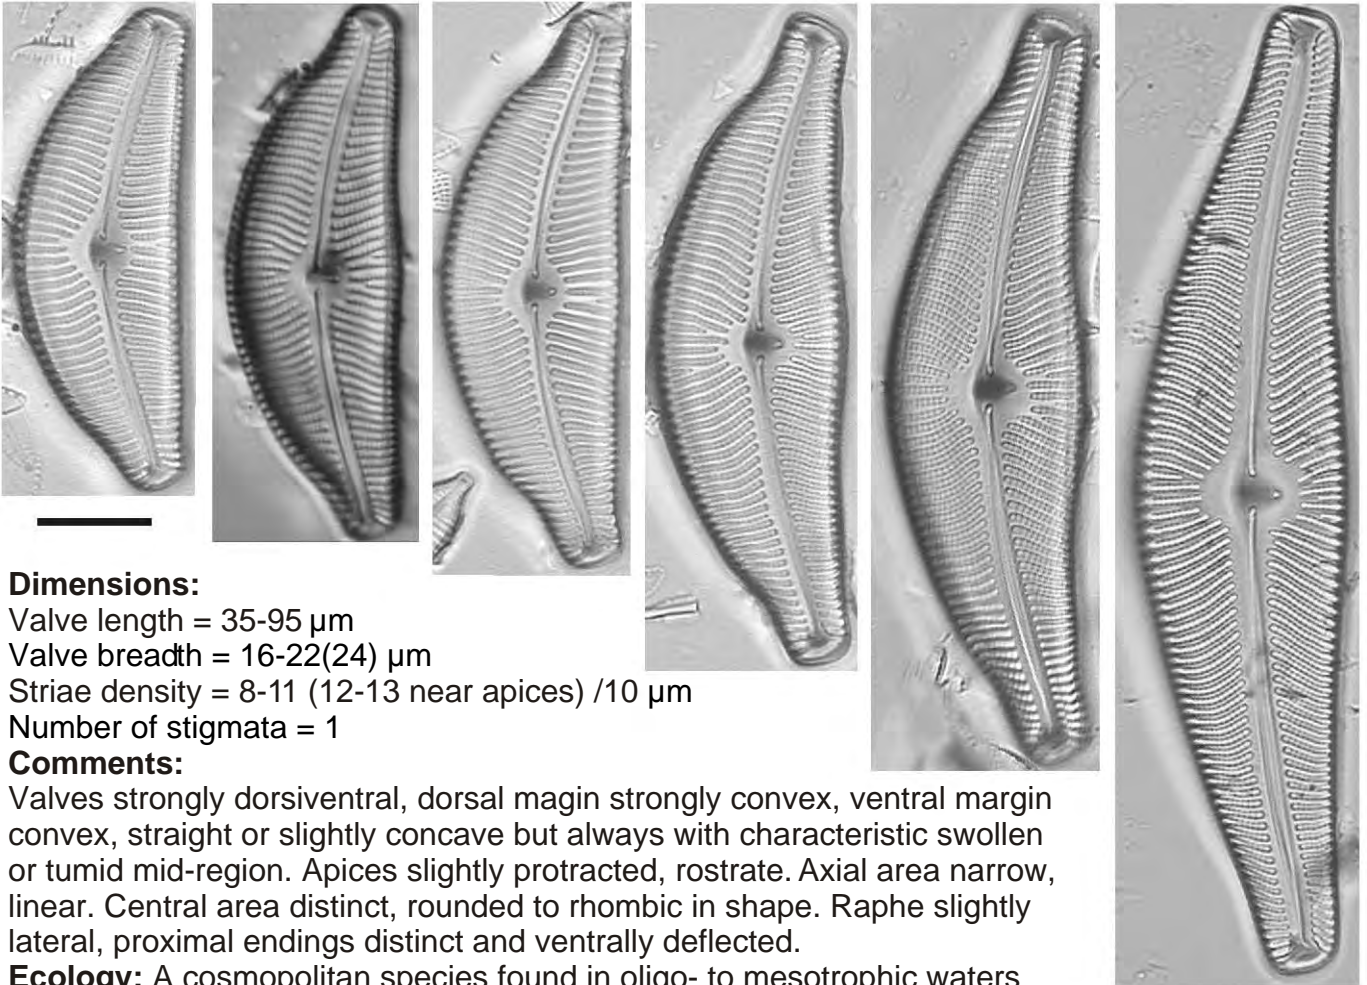 Dimensions:
Valve length = 35-95 µm
Valve breadth = 16-22(24) µm
Striae density = 8-11 (12-13 near apices) /10 µm
Number of stigmata = 1
Comments:
Valves strongly dorsiventral, dorsal magin strongly convex, ventral margin
convex, straight or slightly concave but always with characteristic swollen
or tumid mid-region. Apices slightly protracted, rostrate. Axial area narrow,
linear. Central area distinct, rounded to rhombic in shape. Raphe slightly
lateral, proximal endings distinct and ventrally deflected.
Ecology: A cosmopolitan species found in oligo- to mesotrophic waters